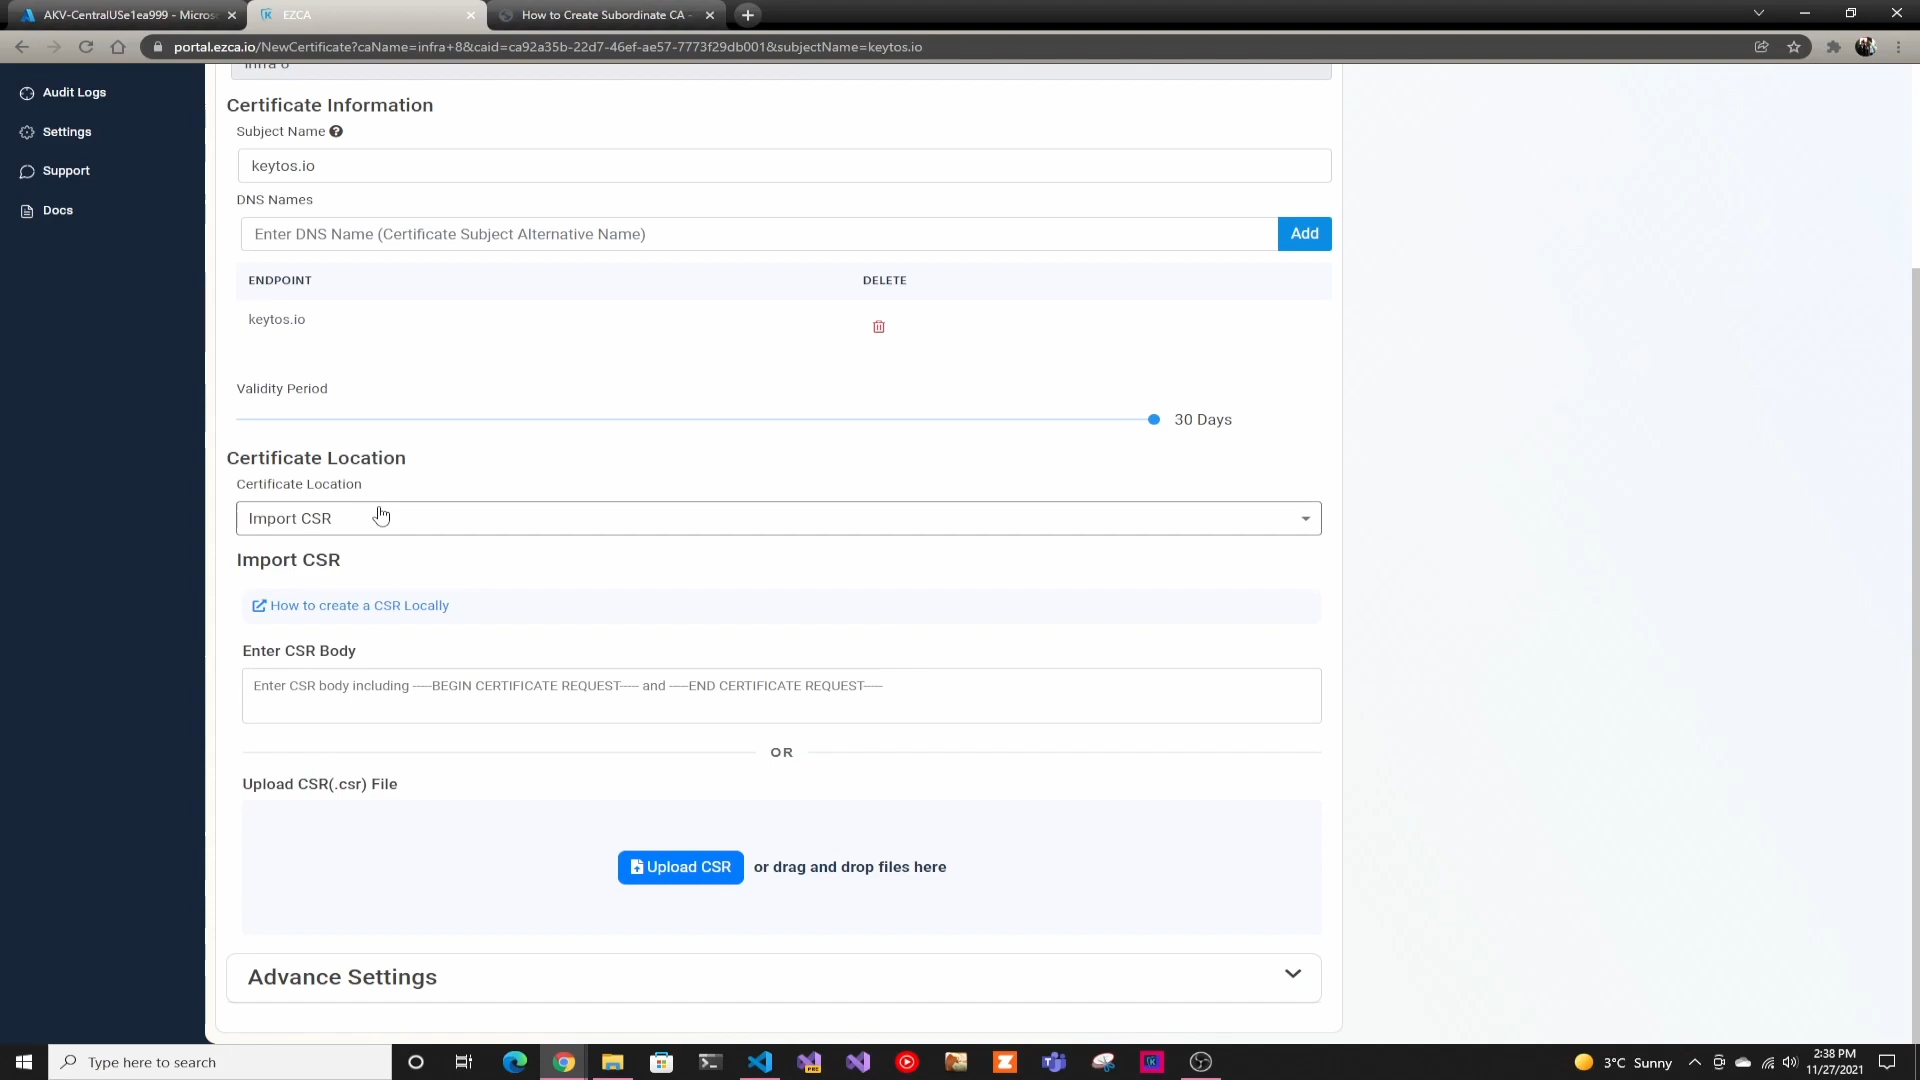 AKV-CentralUSe1ea999 - Micros
EZCA
How to Create Subordinate CA -
portal.ezca.io/NewCertificate?caName=infra+8&caid=ca92a35b-22d7-46ef-ae57-7773f29db001&subjectName=keytos.io
Audit Logs
Settings
Support
Docs
infra 8
Certificate Information
Subject Name
keytos.io
DNS Names
Enter DNS Name (Certificate Subject Alternative Name)
Add
ENDPOINT
DELETE
keytos.io
Validity Period
30 Days
Certificate Location
Certificate Location
Import CSR
Import CSR
How to create a CSR Locally
Enter CSR Body
Enter CSR body including -----BEGIN CERTIFICATE REQUEST----- and -----END CERTIFICATE REQUEST-----
OR
Upload CSR(.csr) File
Upload CSR
or drag and drop files here
Advance Settings
Type here to search
3°C Sunny
2:38 PM
11/27/2021